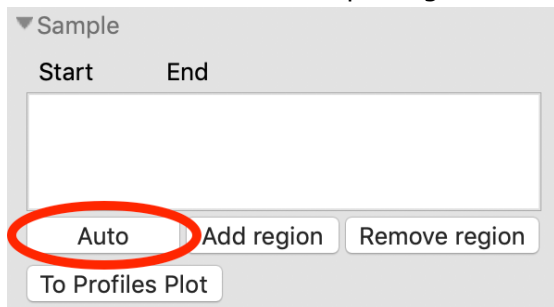 Sample
Start End
Auto Add region Remove region
To Profiles Plot